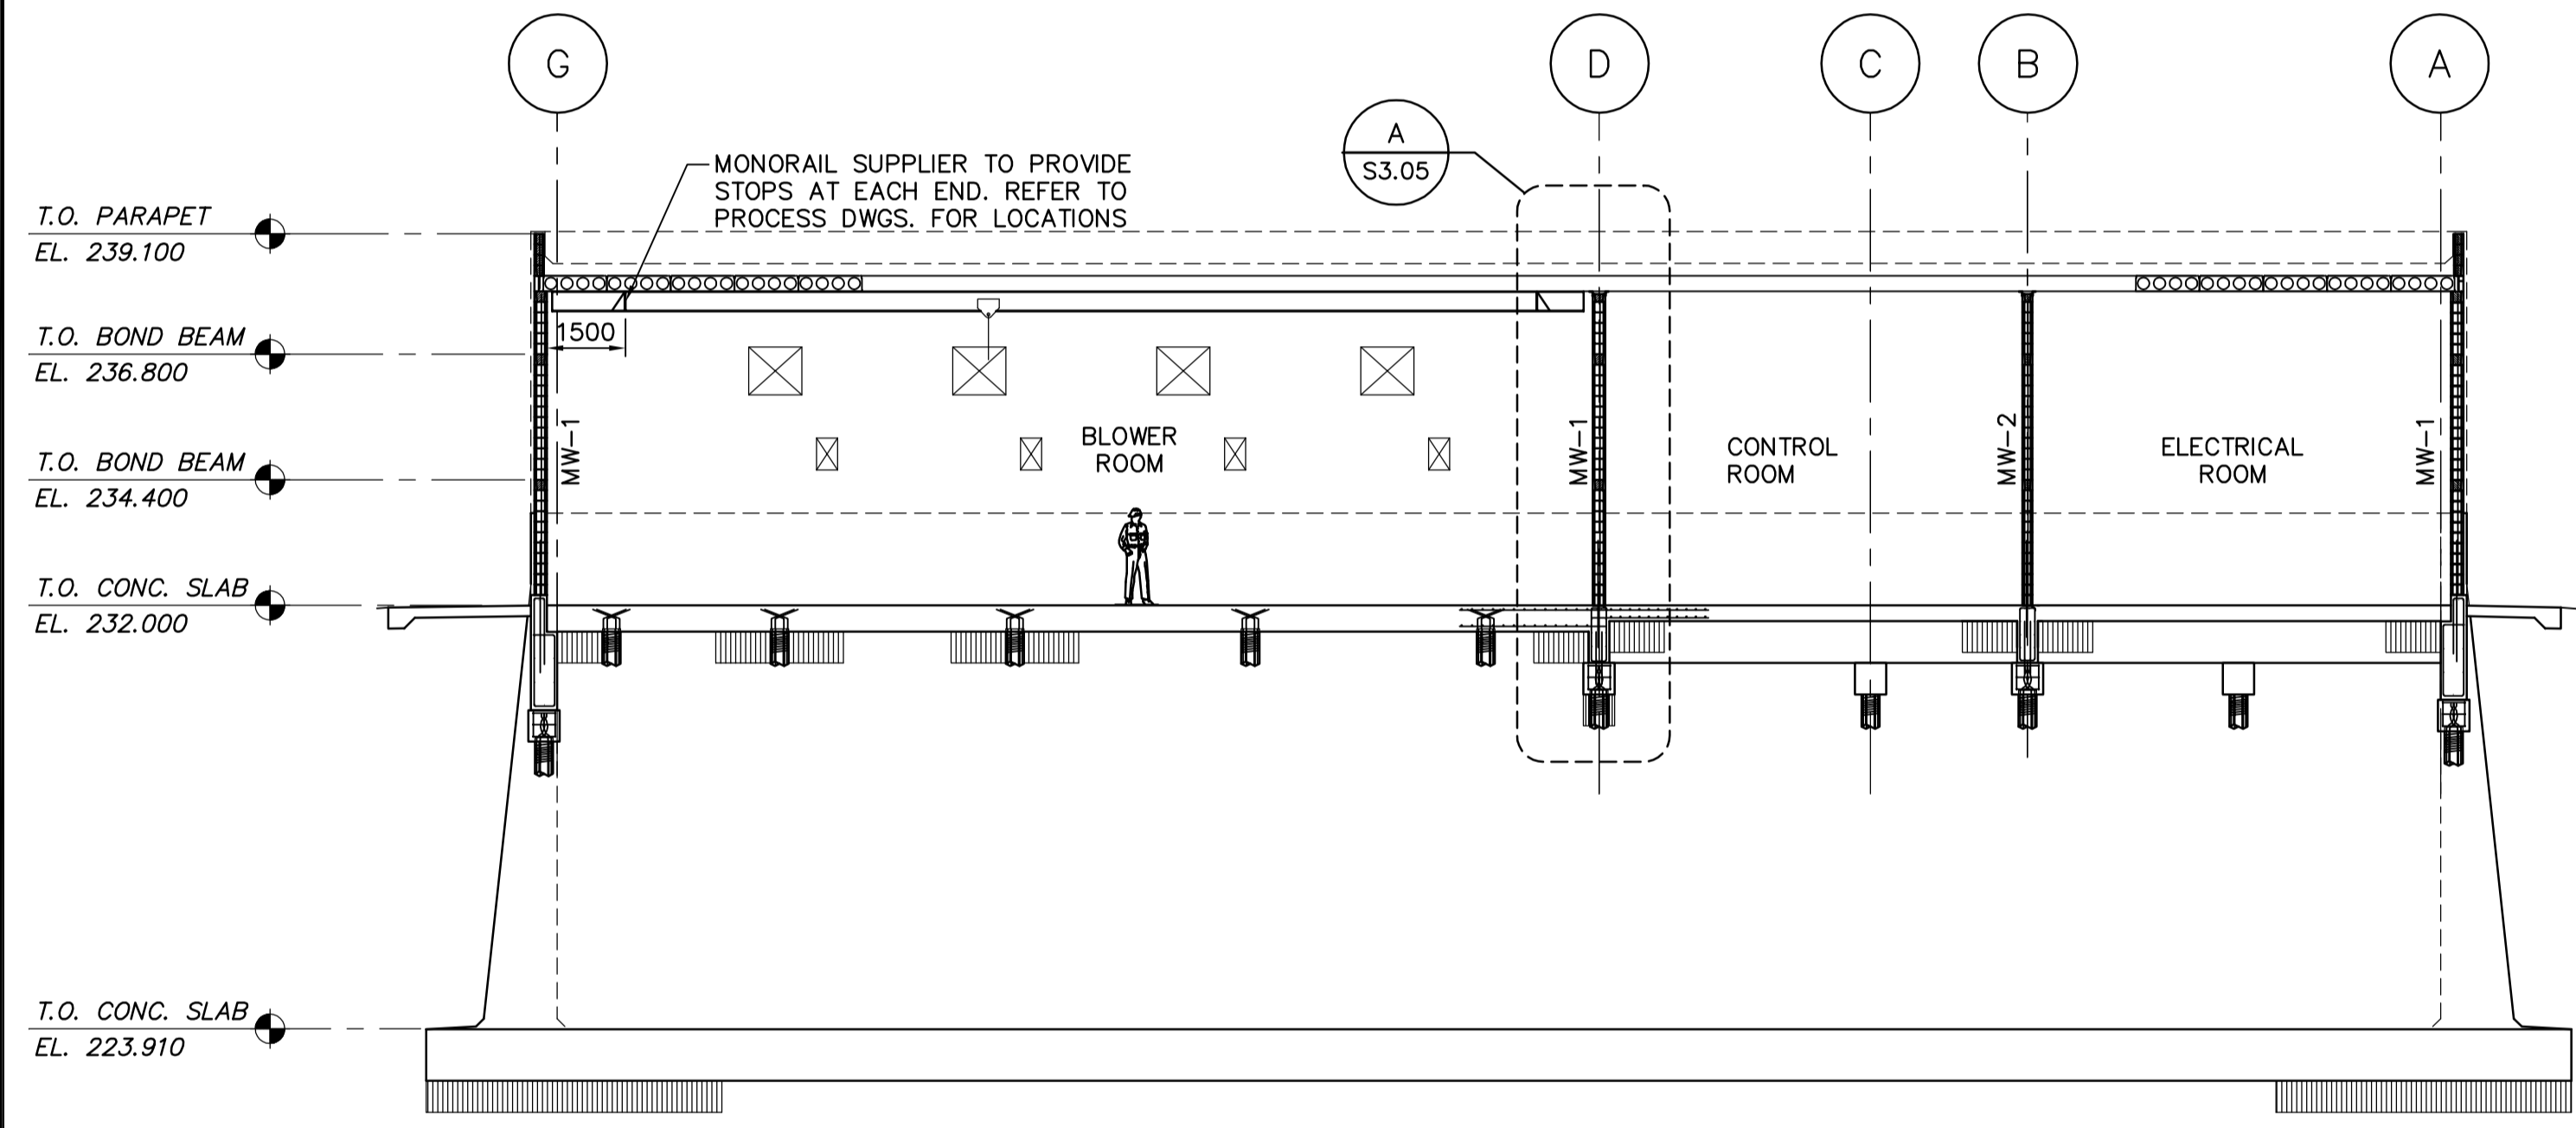 G
D
C
B
A
A
S3.05
MONORAIL SUPPLIER TO PROVIDE
STOPS AT EACH END. REFER TO
PROCESS DWGS. FOR LOCATIONS
T.O. PARAPET
EL. 239.100
T.O. BOND BEAM
EL. 236.800
1500
T.O. BOND BEAM
EL. 234.400
MW-1
BLOWER
ROOM
MW-1
CONTROL
ROOM
MW-2
ELECTRICAL
ROOM
MW-1
T.O. CONC. SLAB
EL. 232.000
T.O. CONC. SLAB
EL. 223.910